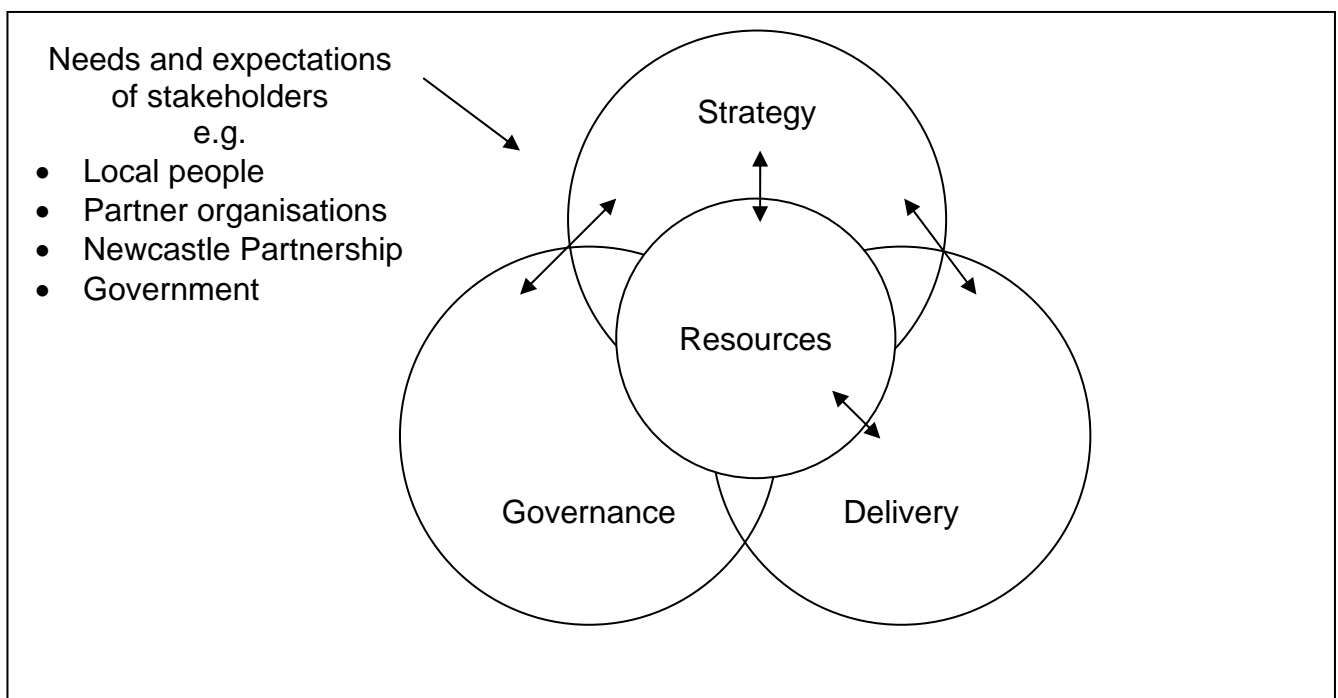 Needs and expectations
of stakeholders
e.g.
• Local people
• Partner organisations
• Newcastle Partnership
• Government
Strategy
Resources
Governance
Delivery